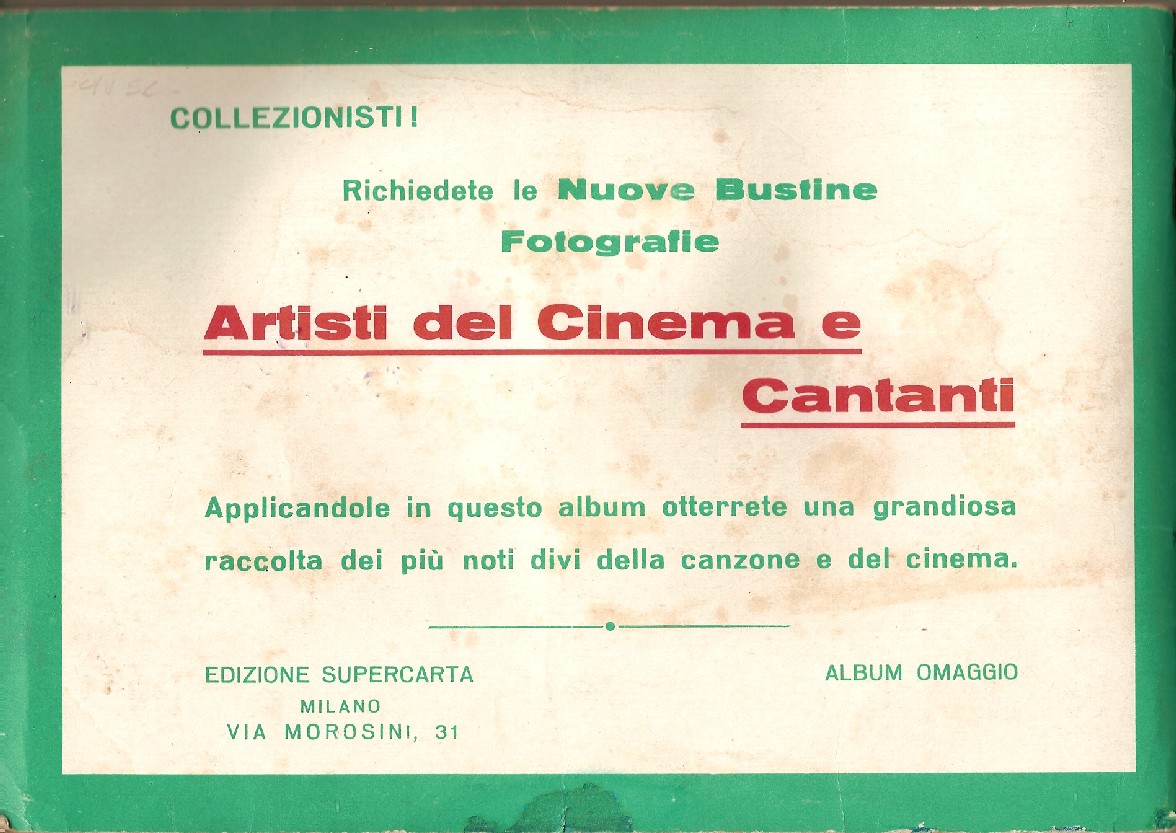 COLLEZIONISTI!
Richiedete le Nuove Bustine
Fotografie
Artisti del Cinema e
Cantanti
Applicandole in questo album otterrete una grandiosa
raccolta dei più noti divi della canzone e del cinema.
EDIZIONE SUPERCARTA
ALBUM OMAGGIO
MILANO
VIA MOROSINI, 31